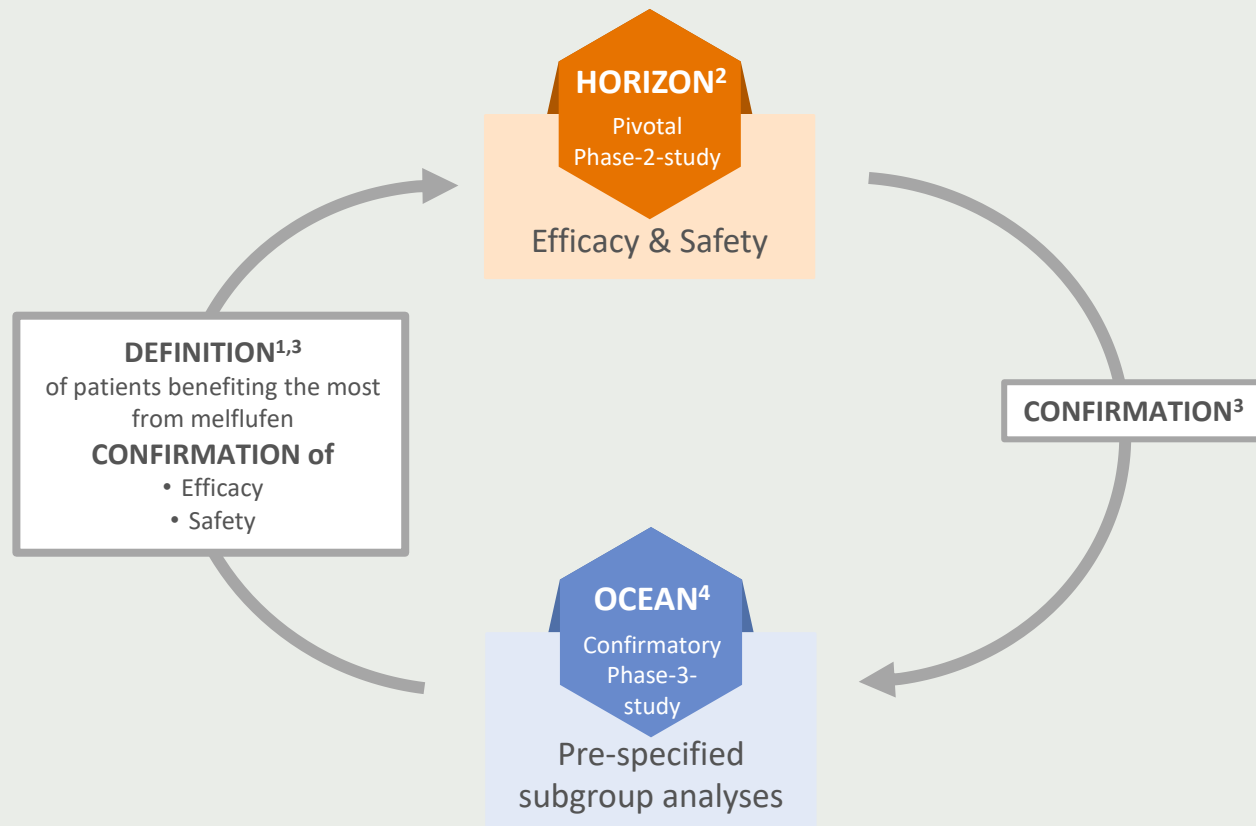 HORIZON²
Pivotal
Phase-2-study
Efficacy & Safety
DEFINITION¹,³
of patients benefiting the most
from melflufen
CONFIRMATION of
• Efficacy
• Safety
CONFIRMATION³
OCEAN⁴
Confirmatory
Phase-3-
study
Pre-specified
subgroup analyses